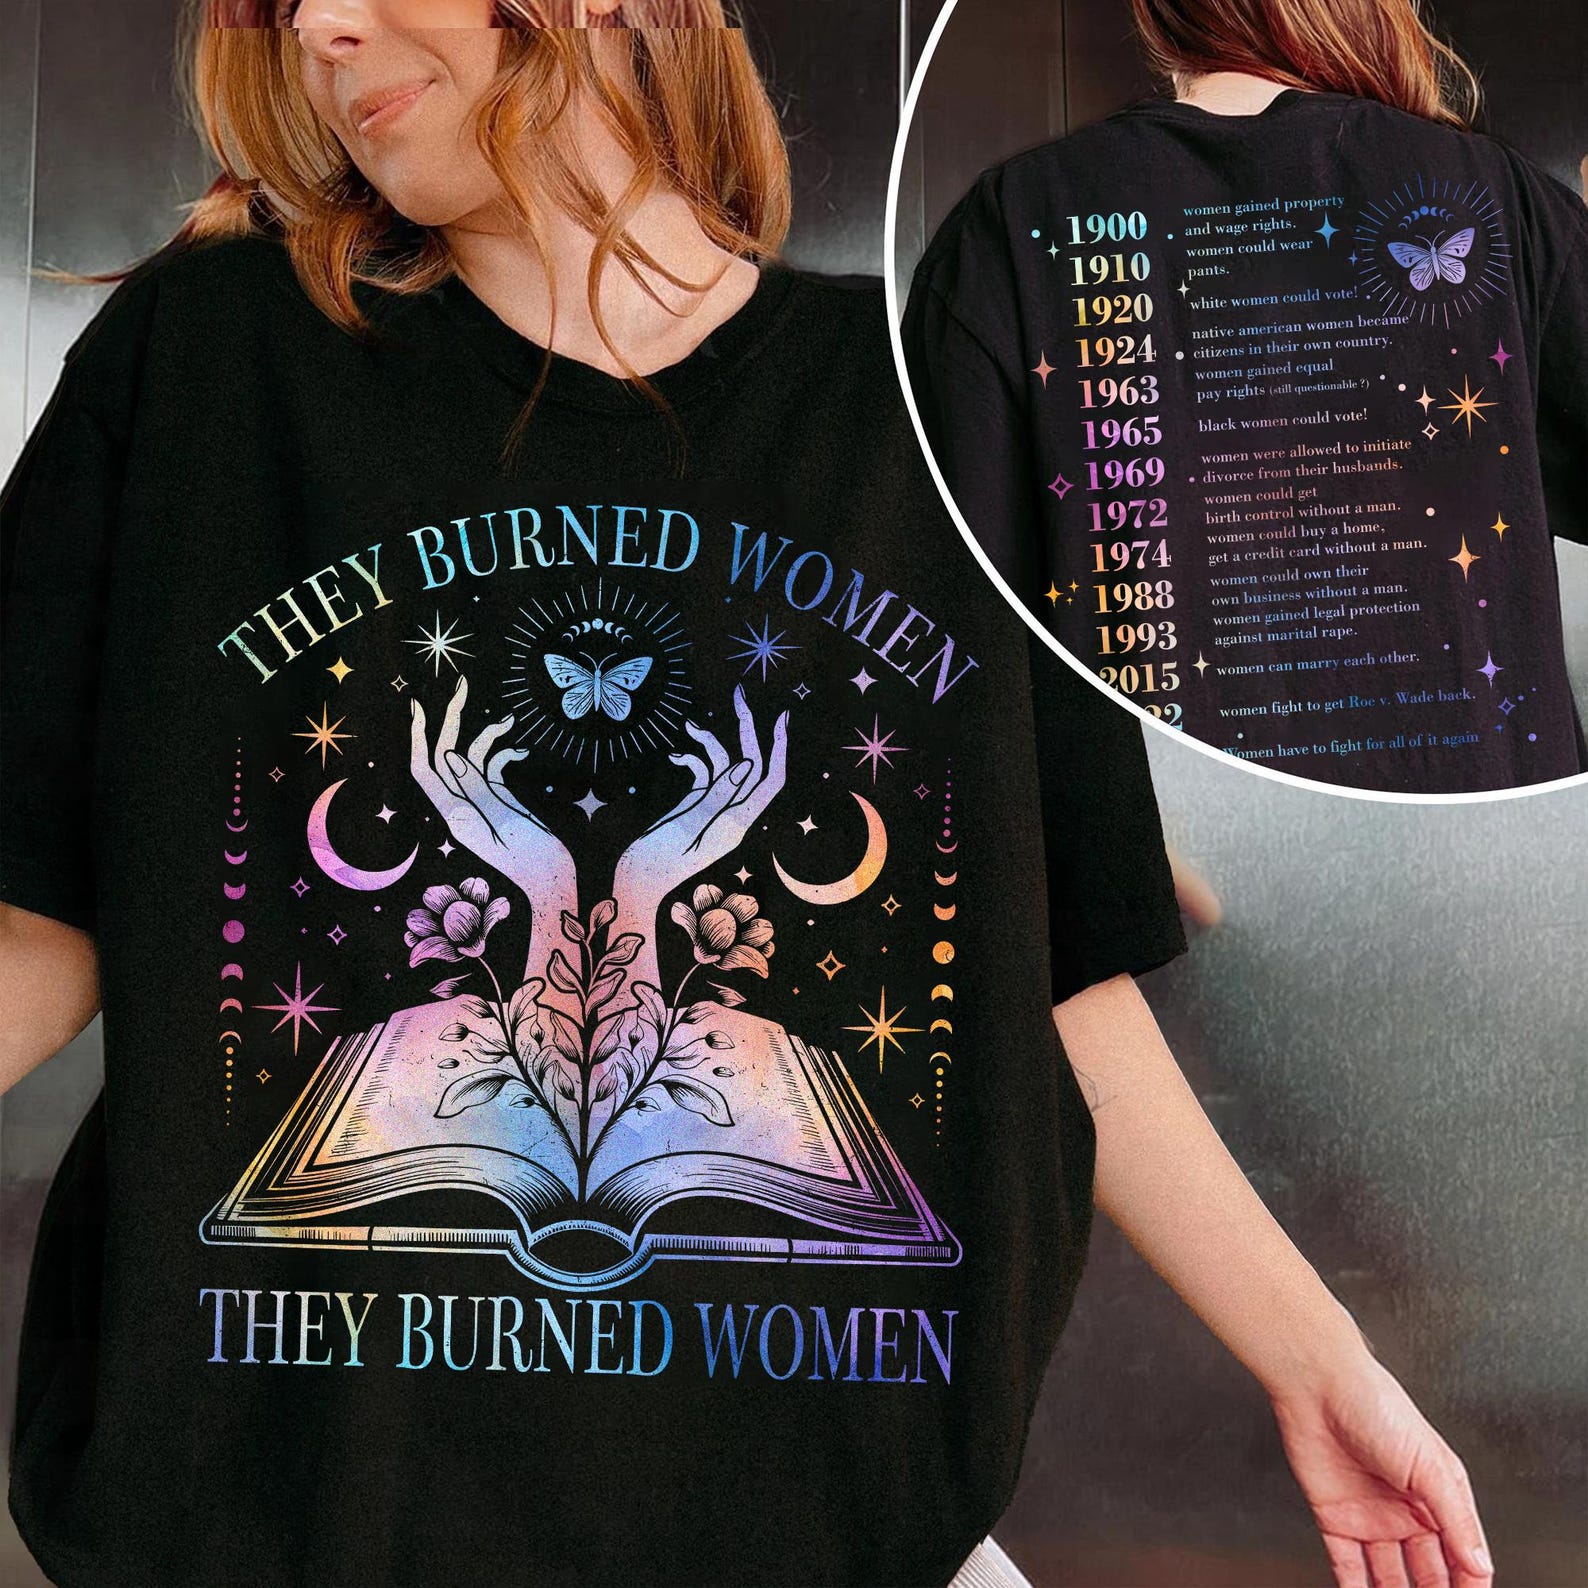 THEY BURNED WOMEN
THEY BURNED WOMEN
1900 women gained property
and wage rights.
1910 women could wear
pants.
1920 white women could vote!
1924 native american women became
citizens in their own country.
1963 women gained equal
pay rights (still questionable ?)
1965 black women could vote!
1969 women were allowed to initiate
divorce from their husbands.
1972 women could get
birth control without a man.
1974 women could buy a home,
get a credit card without a man.
1988 women could own their
own business without a man.
1993 women gained legal protection
against marital rape.
2015 women can marry each other.
22 women fight to get Roe v. Wade back.
Women have to fight for all of it again